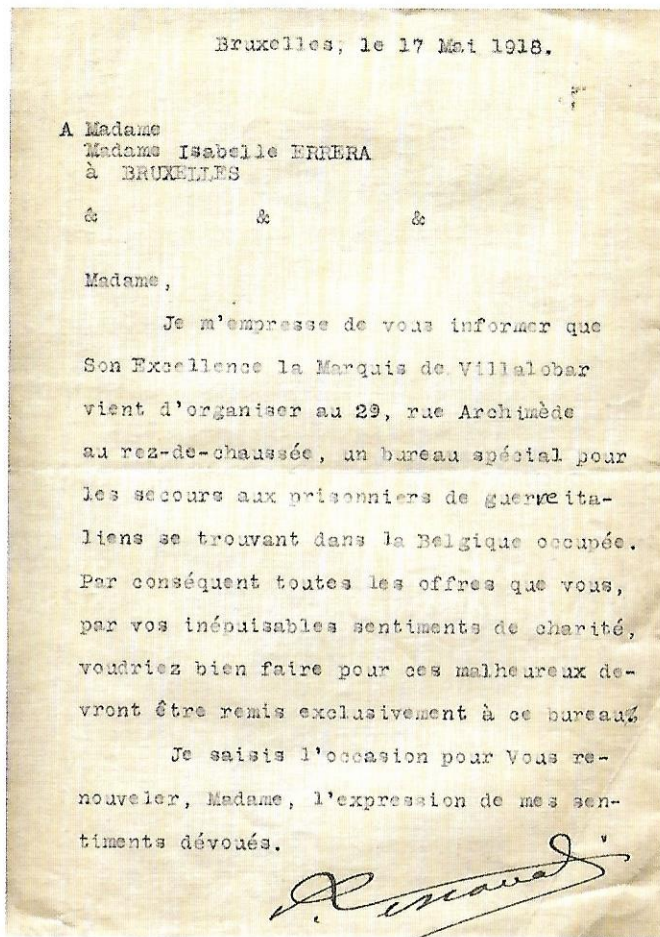 Bruxelles, le 17 Mai 1918.
A Madame
Madame Isabelle ERRERA
à BRUXELLES
& & &
Madame,
Je m'empresse de vous informer que
Son Excellence la Marquis de Villalobar
vient d'organiser au 29, rue Archimède
au rez-de-chaussée, un bureau spécial pour
les secours aux prisonniers de guerre ita-
liens se trouvant dans la Belgique occupée.
Par conséquent toutes les offres que vous,
par vos inépuisables sentiments de charité,
voudriez bien faire pour ces malheureux de-
vront être remis exclusivement à ce bureau.
Je saisis l'occasion pour Vous re-
nouveler, Madame, l'expression de mes sen-
timents dévoués.